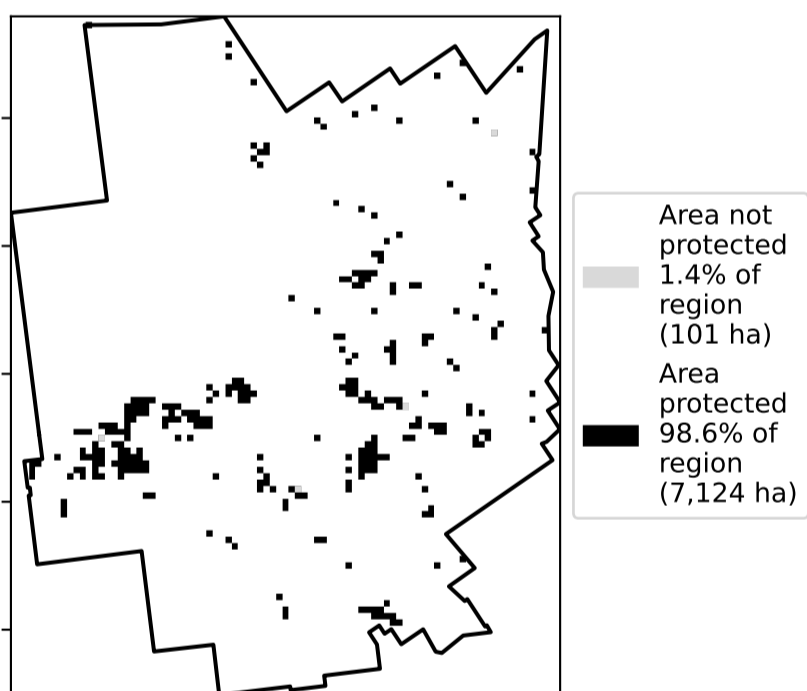 Area not
protected
1.4% of
region
(101 ha)
Area
protected
98.6% of
region
(7,124 ha)